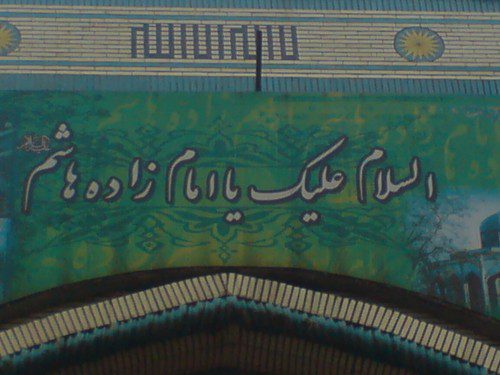 السلام علیک یا امام زاده هاشم